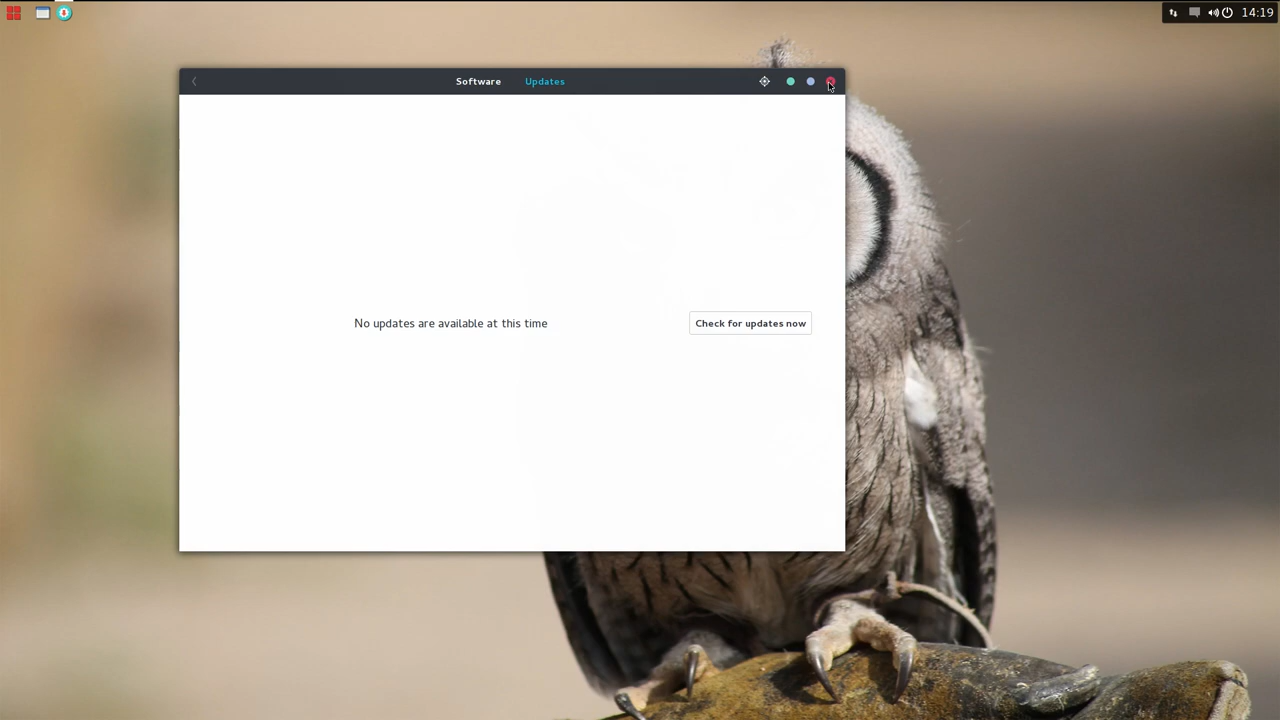 14:19
Software
Updates
No updates are available at this time
Check for updates now